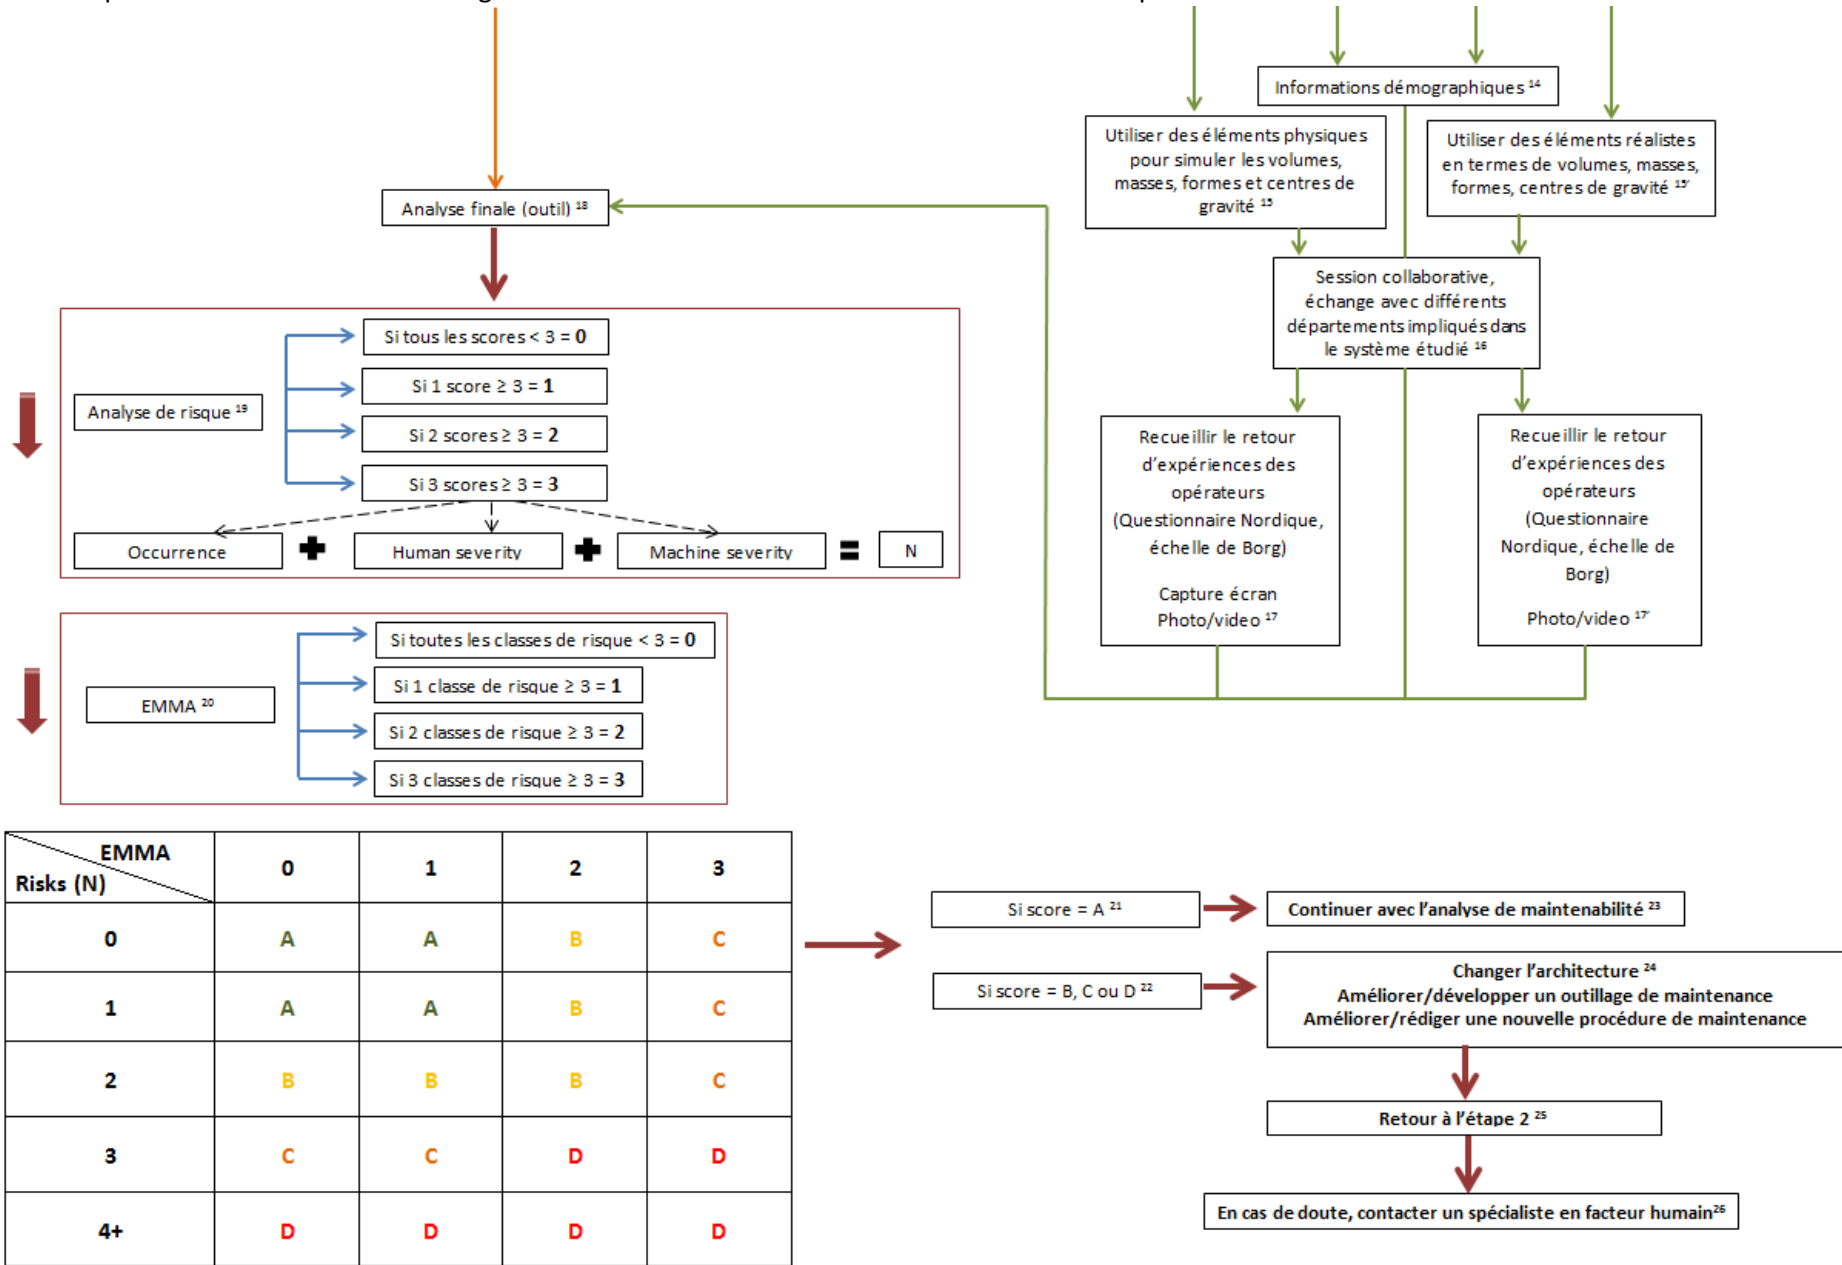 Informations démographiques 14
Utiliser des éléments physiques
pour simuler les volumes,
masses, formes et centres de
gravité 15
Utiliser des éléments réalistes
en termes de volumes, masses,
formes, centres de gravité 15'
Analyse finale (outil) 18
Session collaborative,
échange avec différents
départements impliqués dans
le système étudié 16
Si tous les scores < 3 = 0
Si 1 score ≥ 3 = 1
Analyse de risque 19
Si 2 scores ≥ 3 = 2
Si 3 scores ≥ 3 = 3
Occurrence + Human severity + Machine severity = N
Recueillir le retour
d'expériences des
opérateurs
(Questionnaire Nordique,
échelle de Borg)
Capture écran
Photo/video 17
Recueillir le retour
d'expériences des
opérateurs
(Questionnaire
Nordique, échelle de
Borg)
Photo/video 17'
Si toutes les classes de risque < 3 = 0
Si 1 classe de risque ≥ 3 = 1
EMMA 20
Si 2 classes de risque ≥ 3 = 2
Si 3 classes de risque ≥ 3 = 3
EMMA
Risks (N)
0 1 2 3
0 A A B C
1 A A B C
2 B B B C
3 C C D D
4+ D D D D
Si score = A 21
Continuer avec l'analyse de maintenabilité 23
Si score = B, C ou D 22
Changer l'architecture 24
Améliorer/développer un outillage de maintenance
Améliorer/rédiger une nouvelle procédure de maintenance
Retour à l'étape 2 25
En cas de doute, contacter un spécialiste en facteur humain26